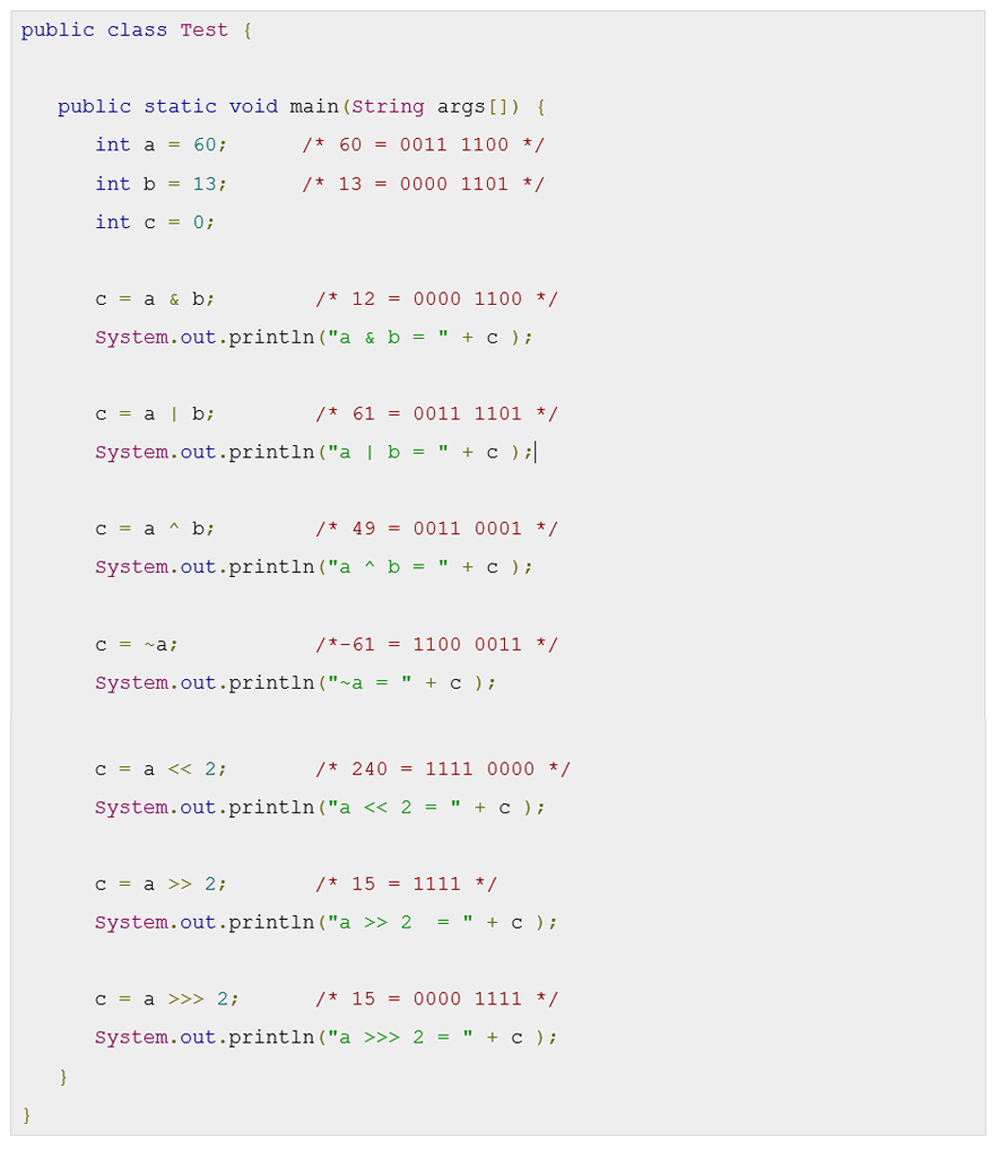 public class Test {
   public static void main(String args[]) {
      int a = 60;      /* 60 = 0011 1100 */
      int b = 13;      /* 13 = 0000 1101 */
      int c = 0;
      c = a & b;        /* 12 = 0000 1100 */
      System.out.println("a & b = " + c );
      c = a | b;        /* 61 = 0011 1101 */
      System.out.println("a | b = " + c );
      c = a ^ b;        /* 49 = 0011 0001 */
      System.out.println("a ^ b = " + c );
      c = ~a;           /*-61 = 1100 0011 */
      System.out.println("~a = " + c );
      c = a << 2;       /* 240 = 1111 0000 */
      System.out.println("a << 2 = " + c );
      c = a >> 2;       /* 15 = 1111 */
      System.out.println("a >> 2  = " + c );
      c = a >>> 2;      /* 15 = 0000 1111 */
      System.out.println("a >>> 2 = " + c );
   }
}